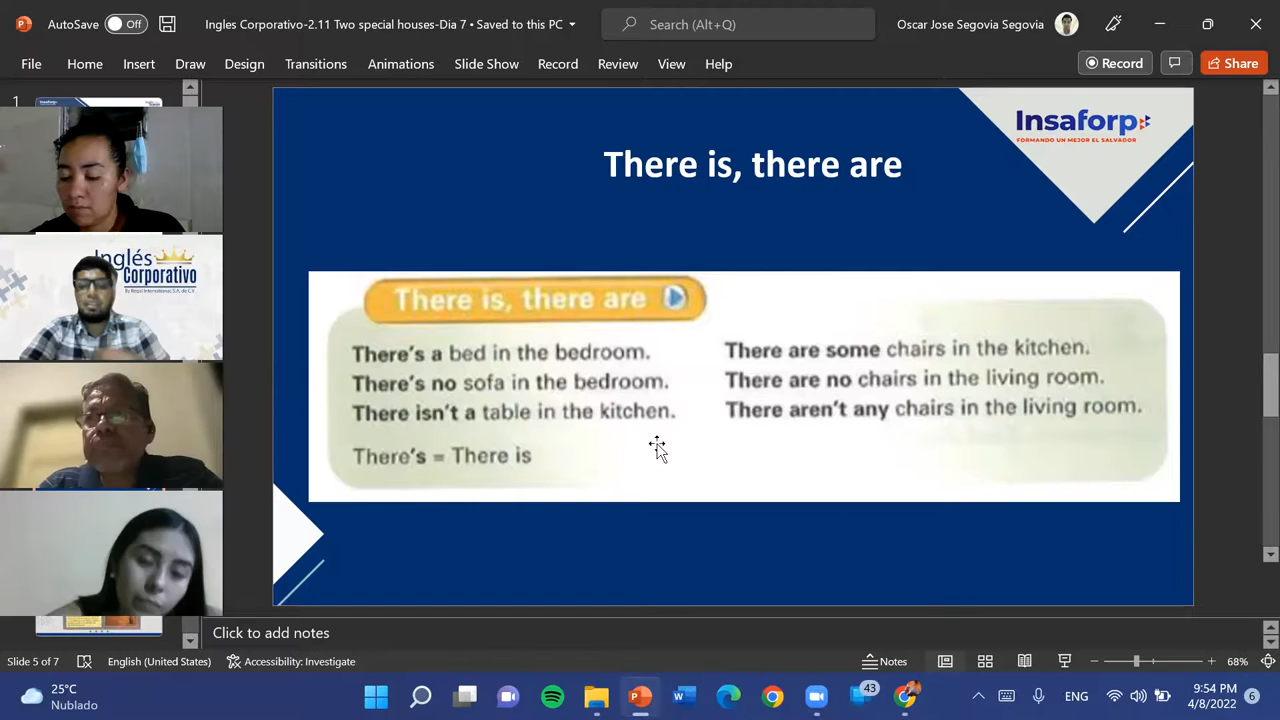 AutoSave Off Ingles Corporativo-2.11 Two special houses-Dia 7 • Saved to this PC Search (Alt+Q) Oscar Jose Segovia Segovia
File Home Insert Draw Design Transitions Animations Slide Show Record Review View Help Record Share
1
Inglés
Corporativo
By Regal International, S.A. de C.V.
Insaforp
FORMANDO UN MEJOR EL SALVADOR
There is, there are
There is, there are
There's a bed in the bedroom.
There's no sofa in the bedroom.
There isn't a table in the kitchen.
There's = There is
There are some chairs in the kitchen.
There are no chairs in the living room.
There aren't any chairs in the living room.
Click to add notes
Slide 5 of 7 English (United States) Accessibility: Investigate Notes 68%
25°C
Nublado
43
ENG
9:54 PM
4/8/2022
6